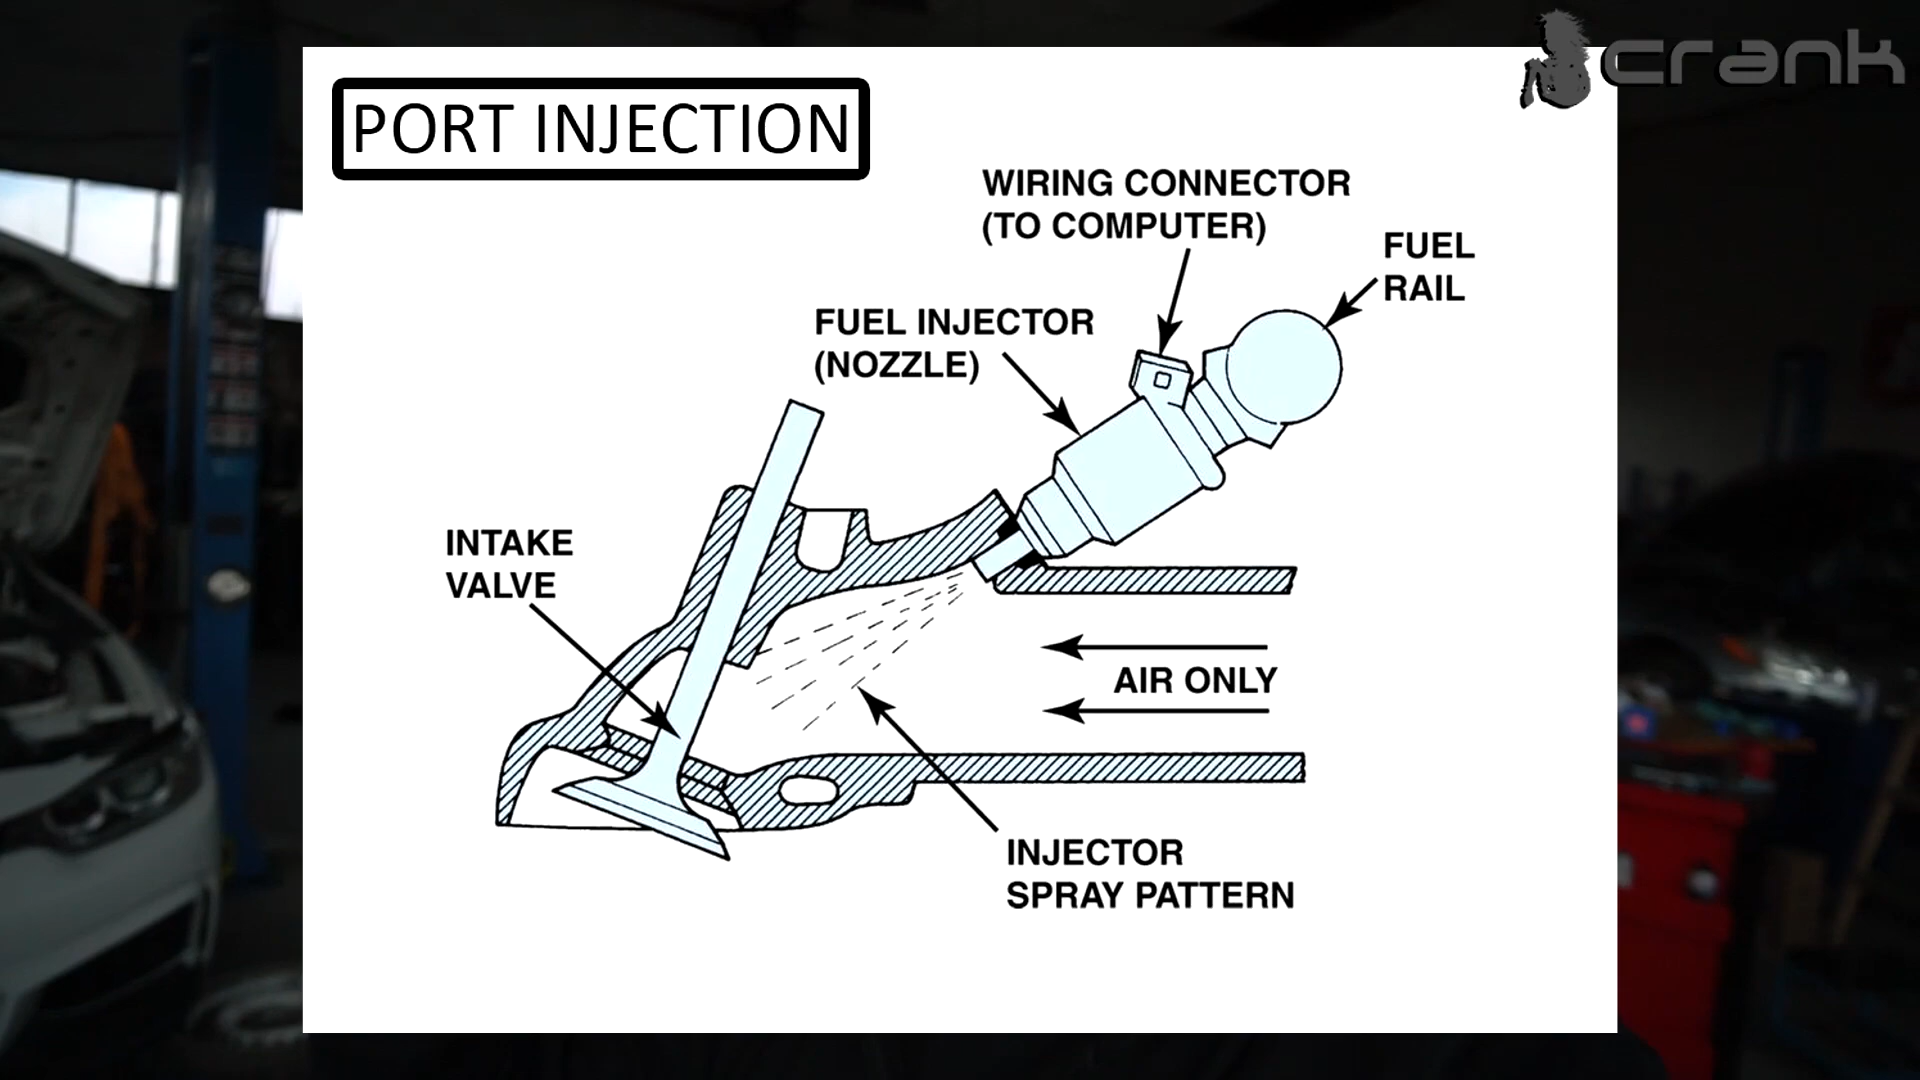 crank
PORT INJECTION
WIRING CONNECTOR
(TO COMPUTER)
FUEL
RAIL
FUEL INJECTOR
(NOZZLE)
INTAKE
VALVE
AIR ONLY
INJECTOR
SPRAY PATTERN